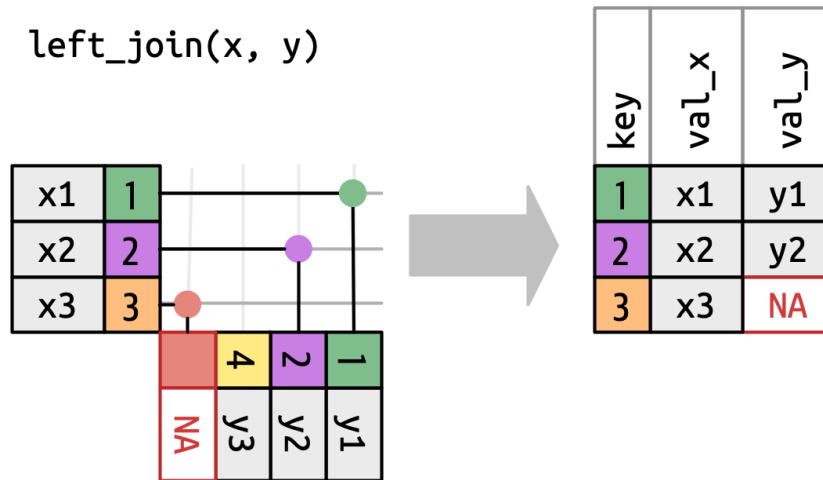 left_join(x, y)
key val_x val_y
x1 1
x2 2
x3 3
4 2 1
NA y3 y2 y1
1 x1 y1
2 x2 y2
3 x3 NA